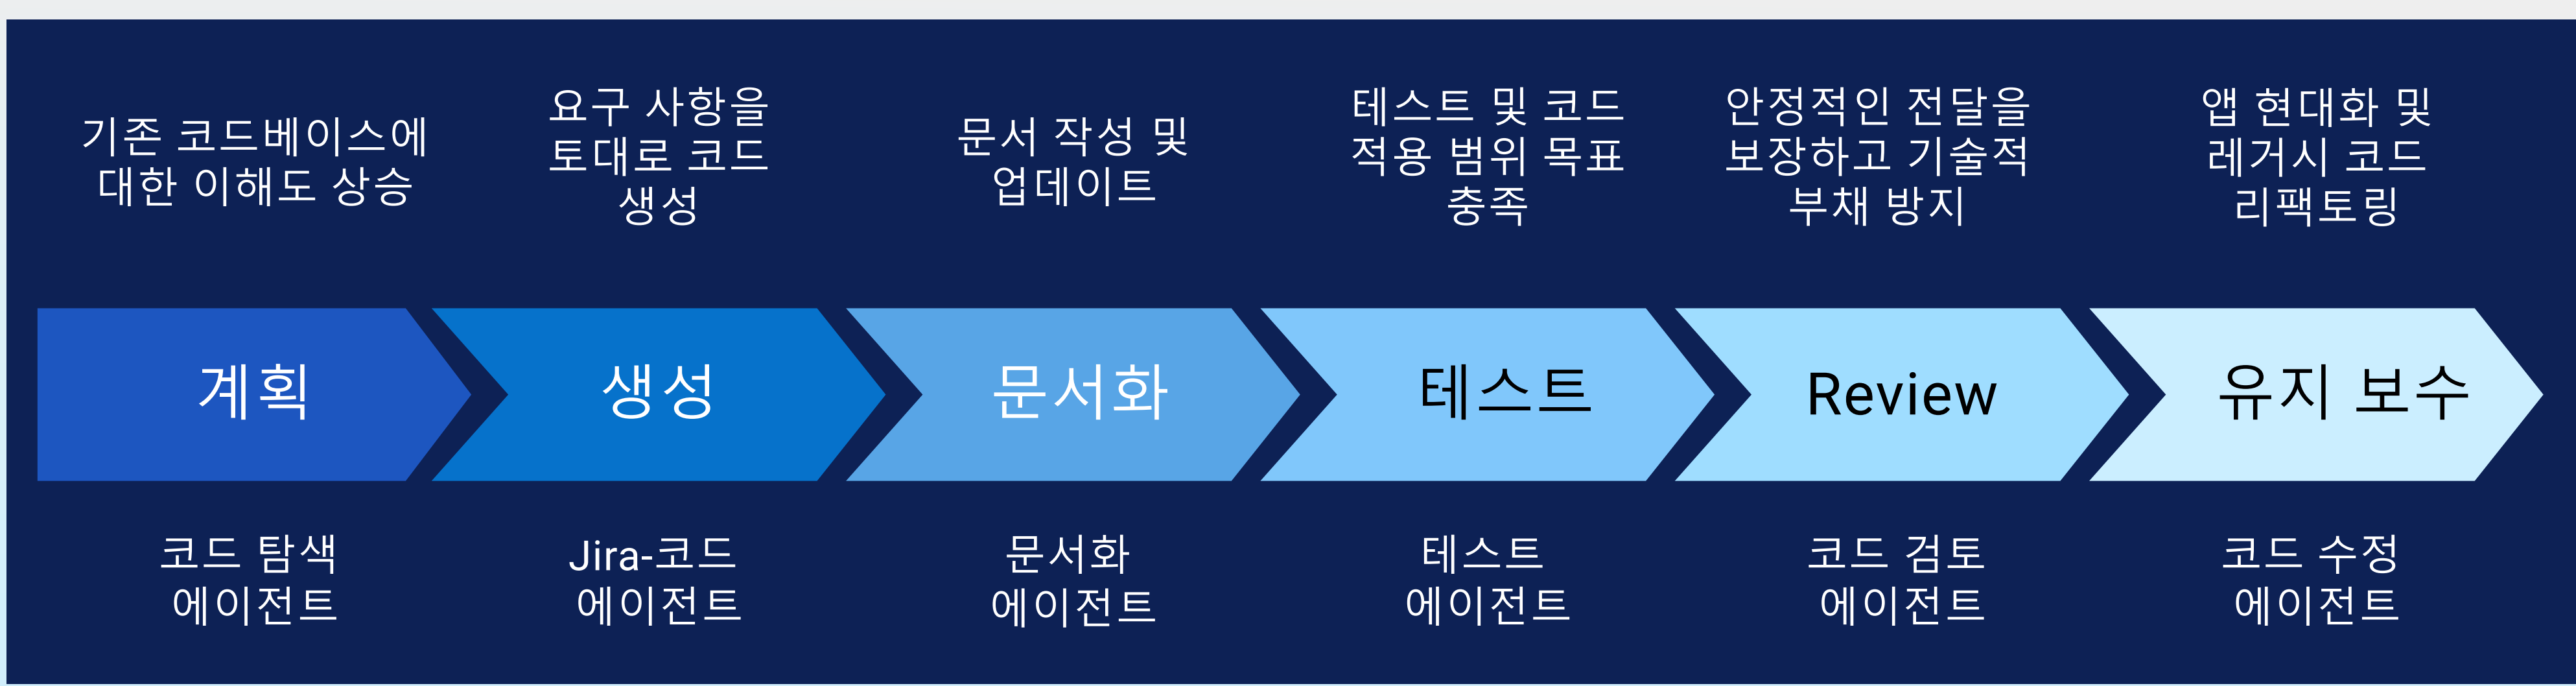 기존 코드베이스에
대한 이해도 상승
요구 사항을
토대로 코드
생성
문서 작성 및
업데이트
테스트 및 코드
적용 범위 목표
충족
안정적인 전달을
보장하고 기술적
부채 방지
앱 현대화 및
레거시 코드
리팩토링
계획
생성
문서화
테스트
Review
유지 보수
코드 탐색
에이전트
Jira-코드
에이전트
문서화
에이전트
테스트
에이전트
코드 검토
에이전트
코드 수정
에이전트